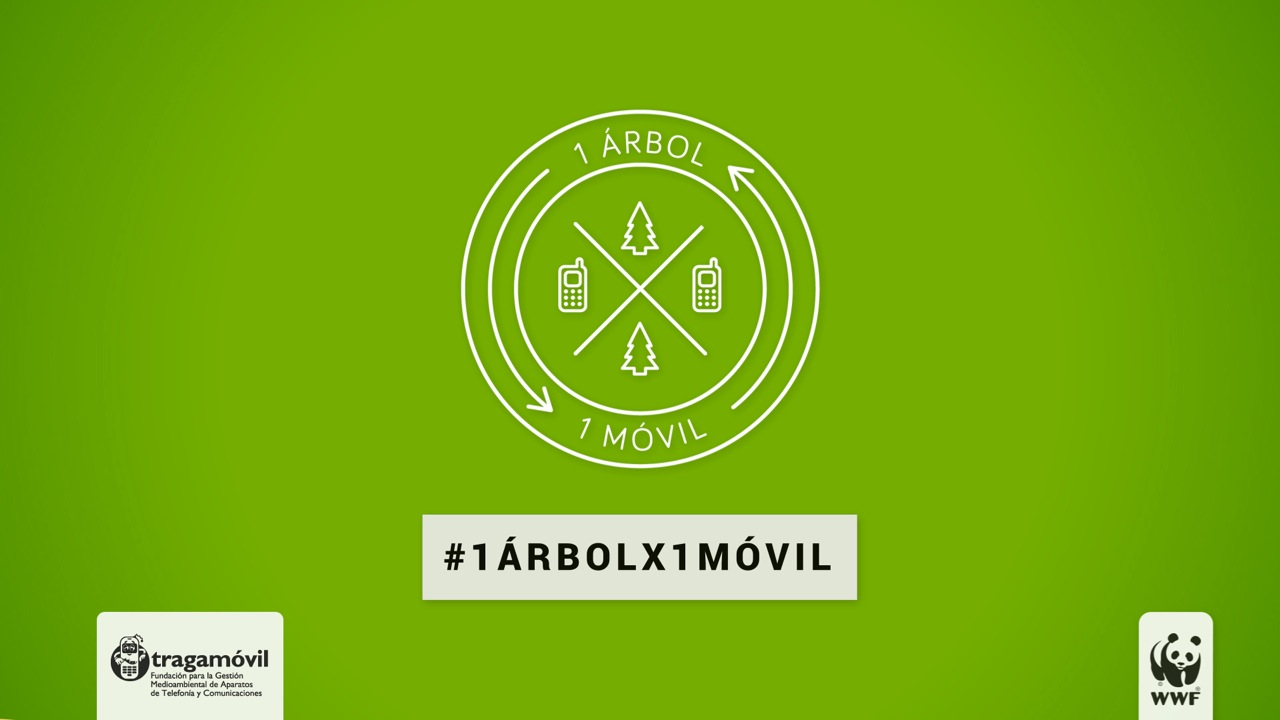 1 ÁRBOL
1 MÓVIL
#1ÁRBOLX1MÓVIL
tragamóvil
Fundación para la Gestión
Medioambiental de Aparatos
de Telefonía y Comunicaciones
WWF